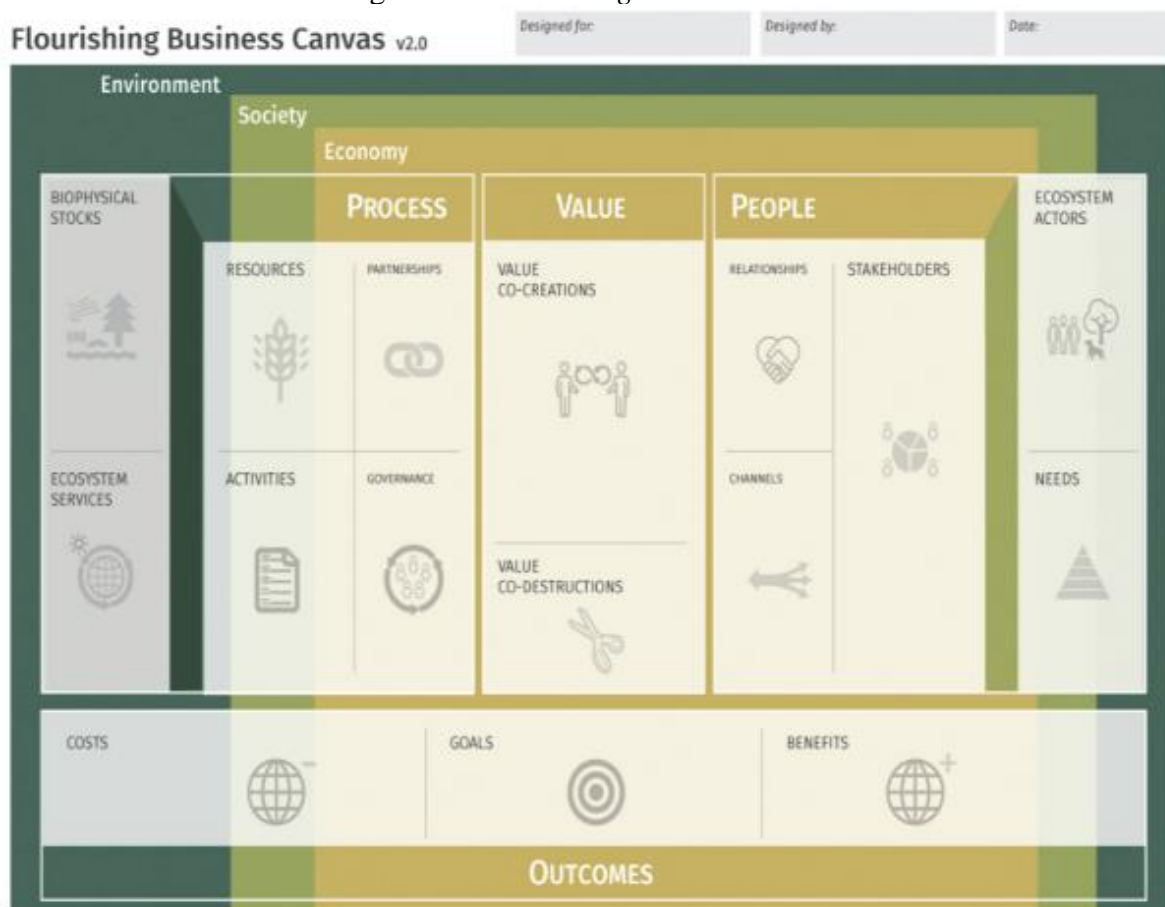 Flourishing Business Canvas v2.0
Designed for:
Designed by:
Date:
Environment
Society
Economy
BIOPHYSICAL
STOCKS
PROCESS
VALUE
PEOPLE
ECOSYSTEM
ACTORS
RESOURCES
PARTNERSHIPS
VALUE
CO-CREATIONS
RELATIONSHIPS
STAKEHOLDERS
ECOSYSTEM
SERVICES
ACTIVITIES
GOVERNANCE
VALUE
CO-DESTRUCTIONS
CHANNELS
NEEDS
COSTS
GOALS
BENEFITS
OUTCOMES